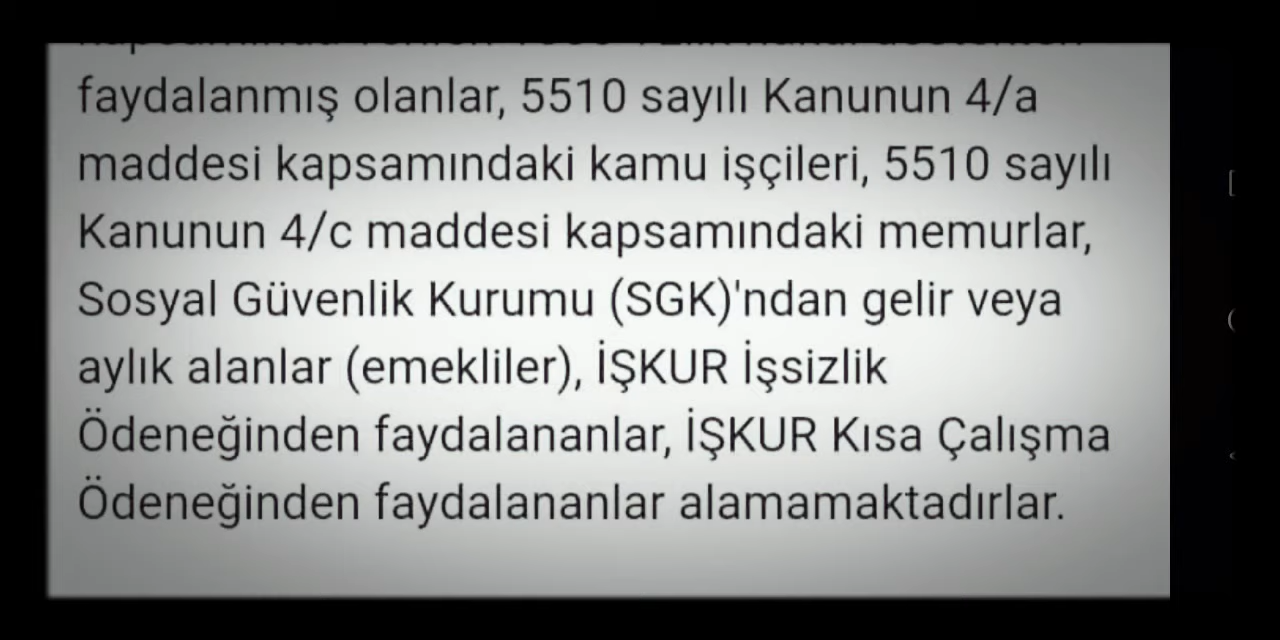 faydalanmış olanlar, 5510 sayılı Kanunun 4/a
maddesi kapsamındaki kamu işçileri, 5510 sayılı
Kanunun 4/c maddesi kapsamındaki memurlar,
Sosyal Güvenlik Kurumu (SGK)'ndan gelir veya
aylık alanlar (emekliler), İŞKUR İşsizlik
Ödeneğinden faydalananlar, İŞKUR Kısa Çalışma
Ödeneğinden faydalananlar alamamaktadırlar.